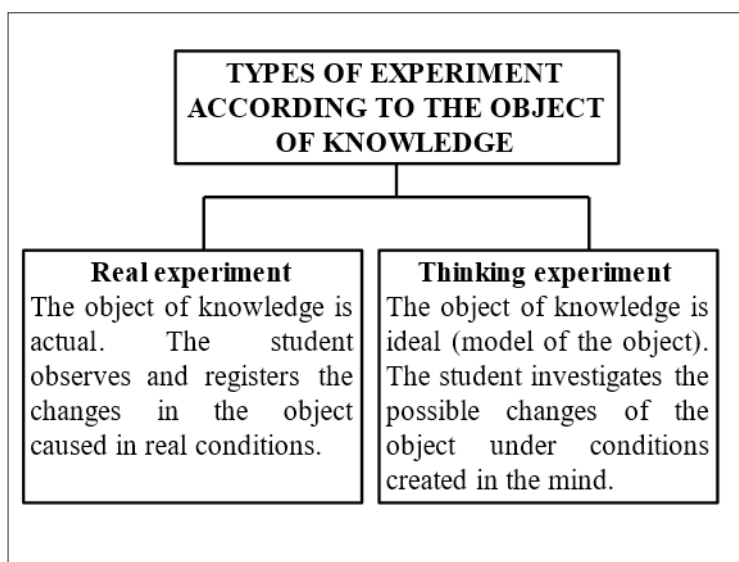 TYPES OF EXPERIMENT
ACCORDING TO THE OBJECT
OF KNOWLEDGE
Real experiment
The object of knowledge is
actual. The student
observes and registers the
changes in the object
caused in real conditions.
Thinking experiment
The object of knowledge is
ideal (model of the object).
The student investigates the
possible changes of the
object under conditions
created in the mind.